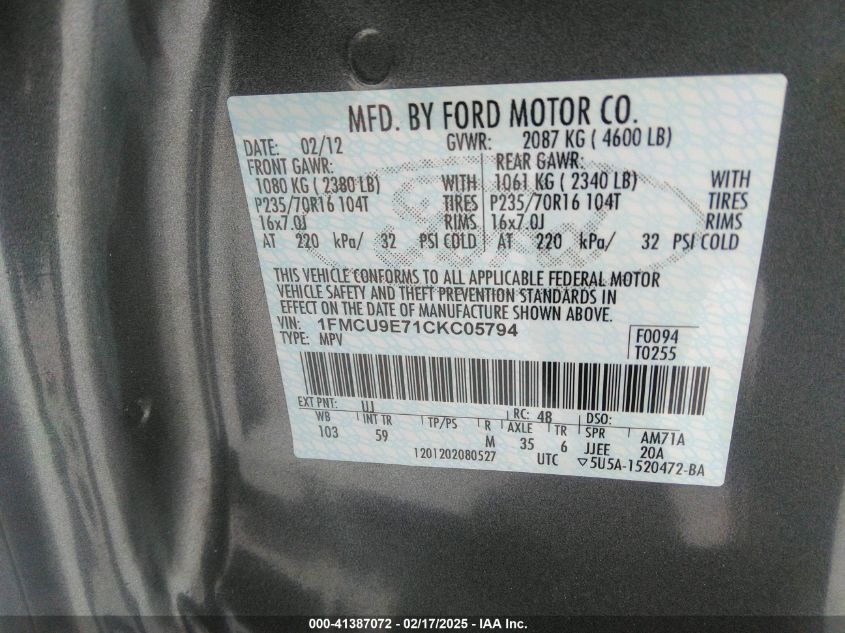 MFD. BY FORD MOTOR CO.
DATE: 02/12 GVWR: 2087 KG ( 4600 LB)
FRONT GAWR: REAR GAWR:
1080 KG ( 2380 LB) WITH 1061 KG ( 2340 LB) WITH
P235/70R16 104T TIRES P235/70R16 104T TIRES
16x7.0J RIMS 16x7.0J RIMS
AT 220 kPa/ 32 PSI COLD AT 220 kPa/ 32 PSI COLD
Ford
THIS VEHICLE CONFORMS TO ALL APPLICABLE FEDERAL MOTOR
VEHICLE SAFETY AND THEFT PREVENTION STANDARDS IN
EFFECT ON THE DATE OF MANUFACTURE SHOWN ABOVE.
VIN: 1FMCU9E71CKC05794 F0094
TYPE: MPV T0255
EXT PNT: UJ RC: 48 DSO:
WB INT TR TP/PS R AXLE TR SPR AM71A
103 59 M 35 6 JJEE 20A
1201202080527 UTC ▽5U5A-1520472-BA
000-41387072 - 02/17/2025 - IAA Inc.